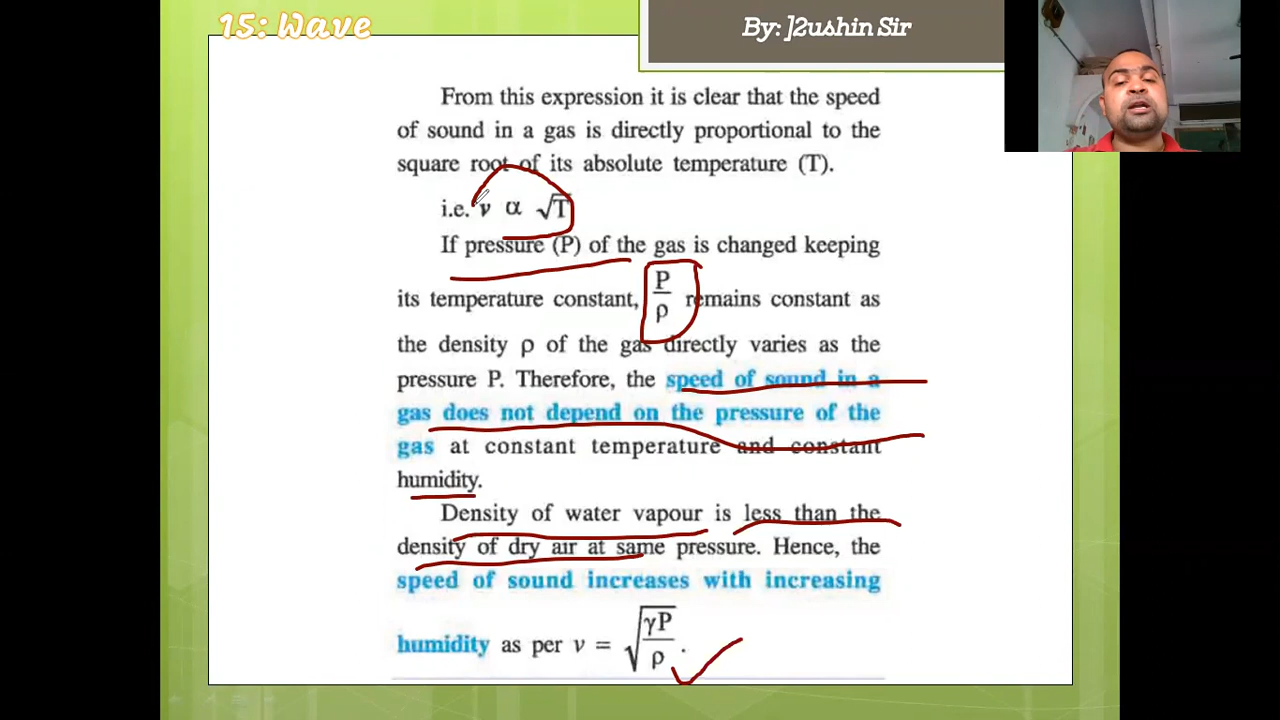 15: Wave
By: J2ushin Sir
From this expression it is clear that the speed
of sound in a gas is directly proportional to the
square root of its absolute temperature (T).
i.e. v α √T
If pressure (P) of the gas is changed keeping
its temperature constant, P/ρ remains constant as
the density ρ of the gas directly varies as the
pressure P. Therefore, the speed of sound in a
gas does not depend on the pressure of the
gas at constant temperature and constant
humidity.
Density of water vapour is less than the
density of dry air at same pressure. Hence, the
speed of sound increases with increasing
humidity as per v = √(γP/ρ).